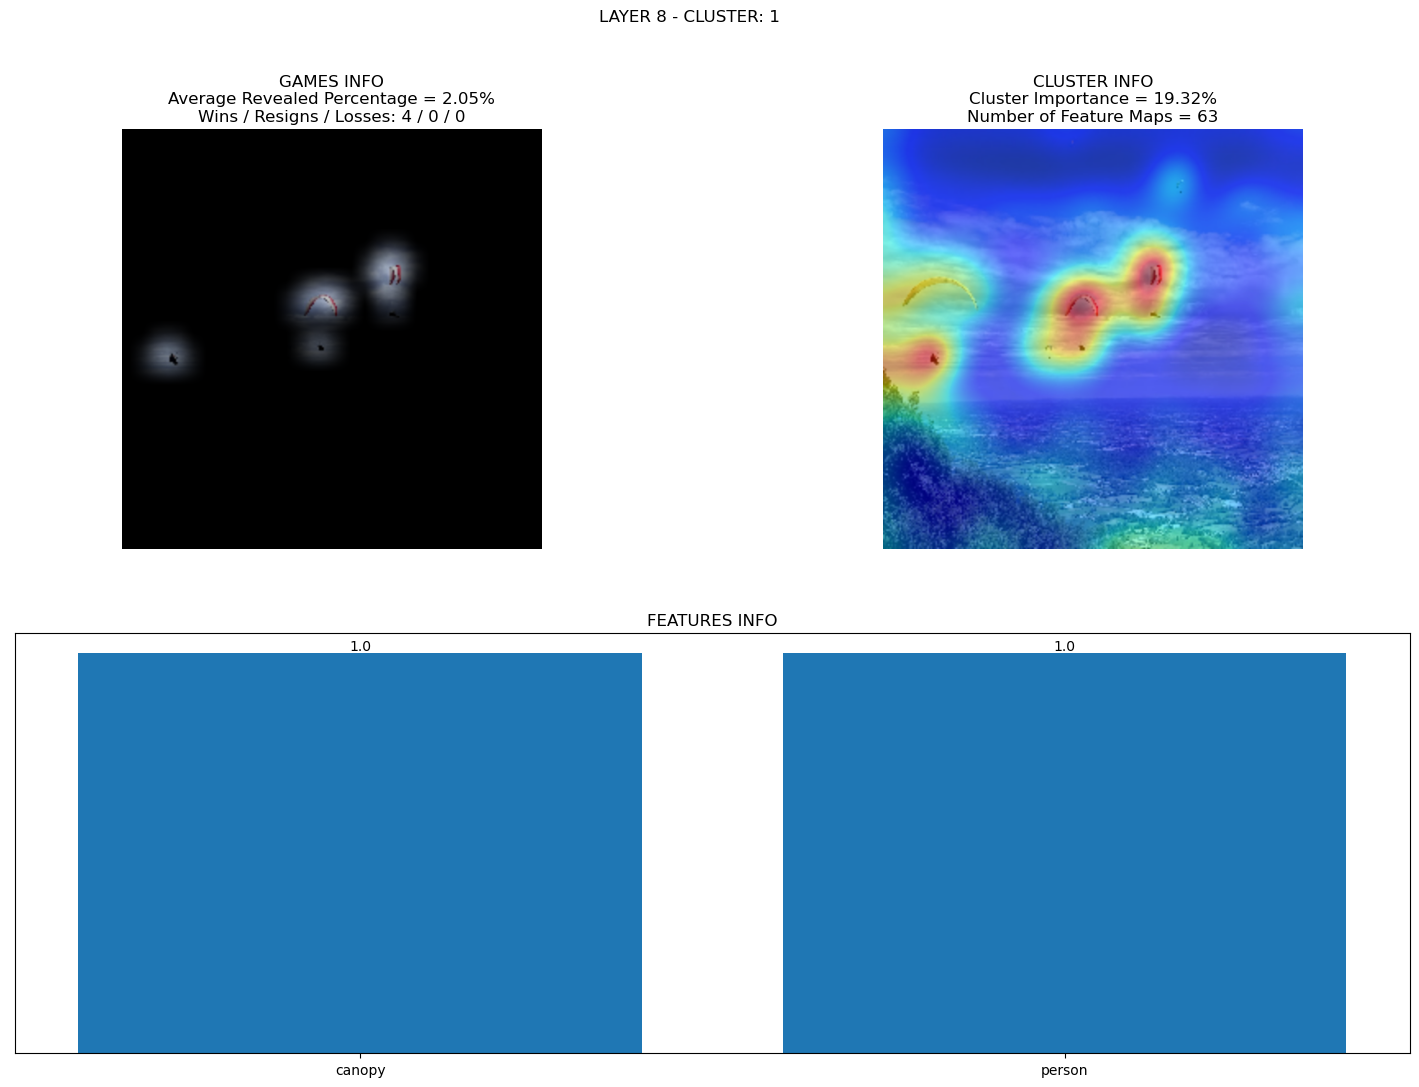 LAYER 8 - CLUSTER: 1
GAMES INFO
Average Revealed Percentage = 2.05%
Wins / Resigns / Losses: 4 / 0 / 0
CLUSTER INFO
Cluster Importance = 19.32%
Number of Feature Maps = 63
FEATURES INFO
1.0
1.0
canopy
person